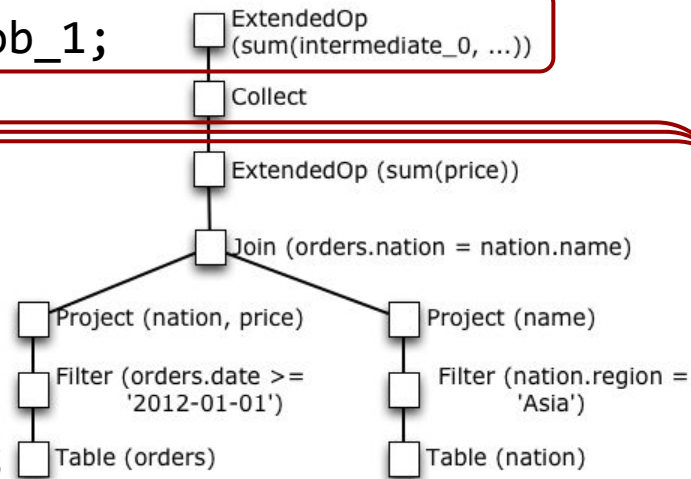 ob_1;
ExtendedOp
(sum(intermediate_0, ...))
Collect
ExtendedOp (sum(price))
Join (orders.nation = nation.name)
Project (nation, price)
Project (name)
Filter (orders.date >=
'2012-01-01')
Filter (nation.region =
'Asia')
Table (orders)
Table (nation)